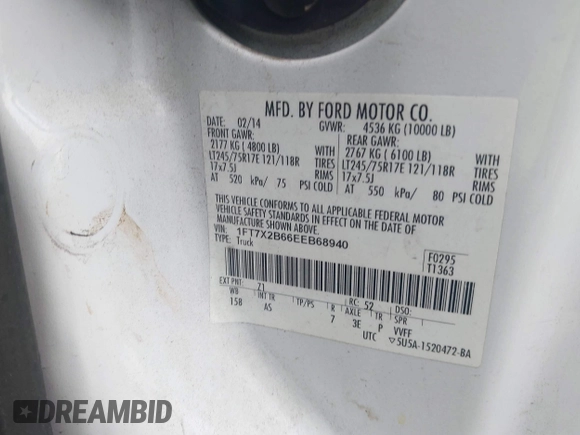 MFD. BY FORD MOTOR CO.
DATE: 02/14 GVWR: 4536 KG (10000 LB)
FRONT GAWR: REAR GAWR:
2177 KG ( 4800 LB) WITH 2767 KG ( 6100 LB) WITH
LT245/75R17E 121/118R TIRES LT245/75R17E 121/118R TIRES
17x7.5J RIMS 17x7.5J RIMS
AT 520 kPa/ 75 PSI COLD AT 550 kPa/ 80 PSI COLD
THIS VEHICLE CONFORMS TO ALL APPLICABLE FEDERAL MOTOR
VEHICLE SAFETY STANDARDS IN EFFECT ON THE DATE OF
MANUFACTURE SHOWN ABOVE.
VIN: 1FT7X2B66EEB68940
TYPE: Truck
F0295
T1363
EXT PNT: Z1 RC: 52 DSO:
WB INT TR TP/PS R AXLE TR SPR
158 AS 7 3E P VVFF
UTC ▽5U5A-1520472-BA
DREAMBID